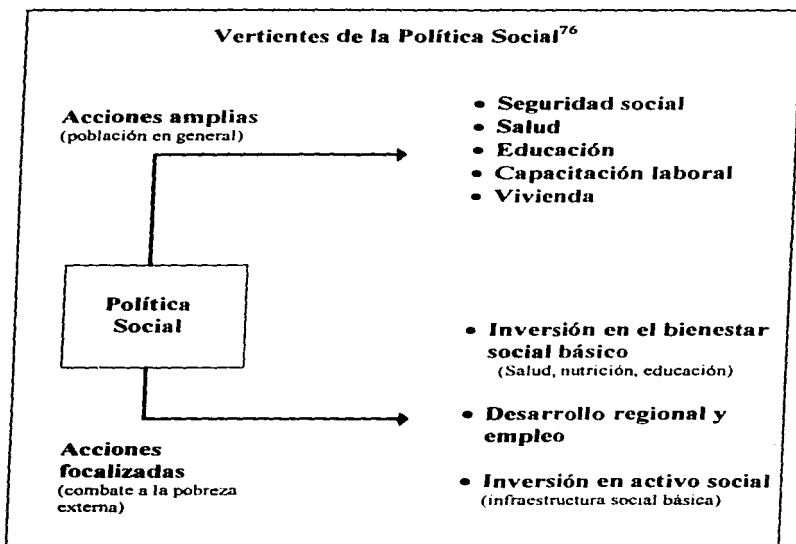 Vertientes de la Política Social76
Acciones amplias
(población en general)
• Seguridad social
• Salud
• Educación
• Capacitación laboral
• Vivienda
Política
Social
• Inversión en el bienestar
social básico
(Salud, nutrición, educación)
• Desarrollo regional y
empleo
Acciones
focalizadas
(combate a la pobreza
externa)
• Inversión en activo social
(infraestructura social básica)